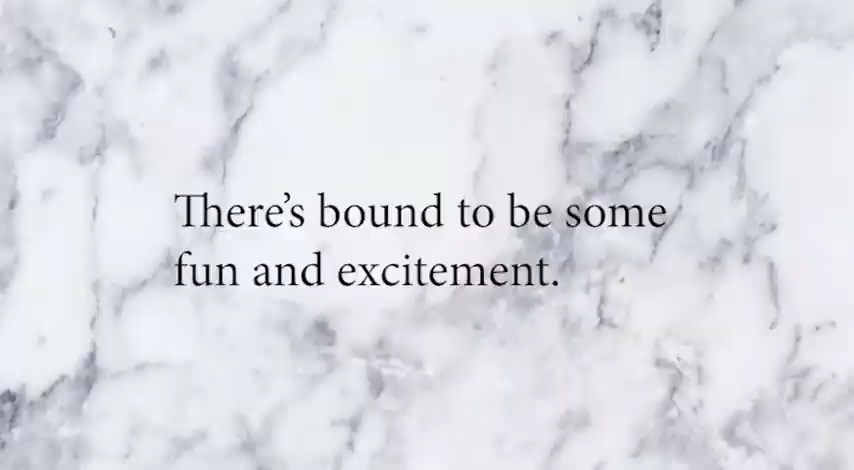 There’s bound to be some
fun and excitement.